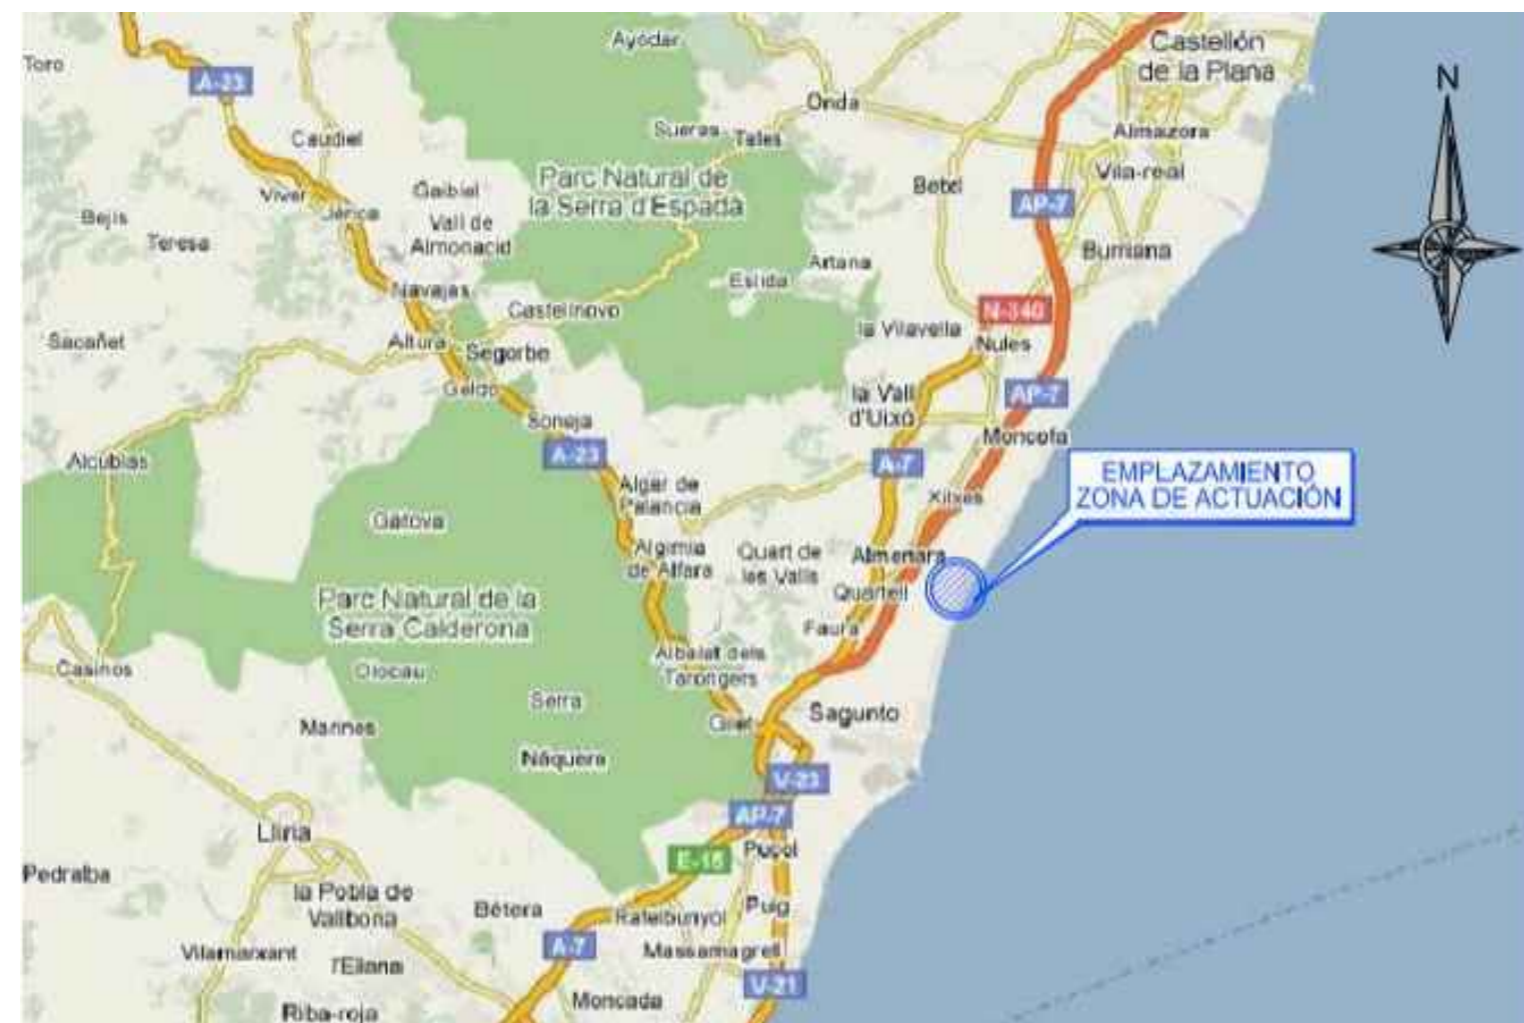 Ayódar
Castellón
de la Plana
N
Toro
A-23
Onda
Caudiel
Sueras
Tales
Almazora
Parc Natural de
la Serra d'Espadà
Vila-real
Viver
Gaibiel
Betxí
AP-7
Jérica
Bejís
Teresa
Vall de
Almonacid
Burriana
Artana
Eslida
Navajas
Castellnovo
N-340
la Vilavella
Nules
Sacañet
Altura
Segorbe
Geldo
la Vall
d'Uixó
AP-7
Soneja
Moncofa
A-23
A-7
Alcublas
EMPLAZAMIENTO
ZONA DE ACTUACIÓN
Algar de
Palancia
Xilxes
Gátova
Algimia
de Alfara
Quart de
les Valls
Almenara
Quartell
Parc Natural de la
Serra Calderona
Faura
Casinos
Olocau
Albalat dels
Tarongers
Serra
Marines
Gilet
Sagunto
Náquera
V-23
AP-7
Llíria
E-15
Puçol
Pedralba
la Pobla de
Vallbona
Bétera
Rafelbunyol
Puig
Vilamarxant
l'Eliana
A-7
Massamagrell
V-21
Riba-roja
Moncada